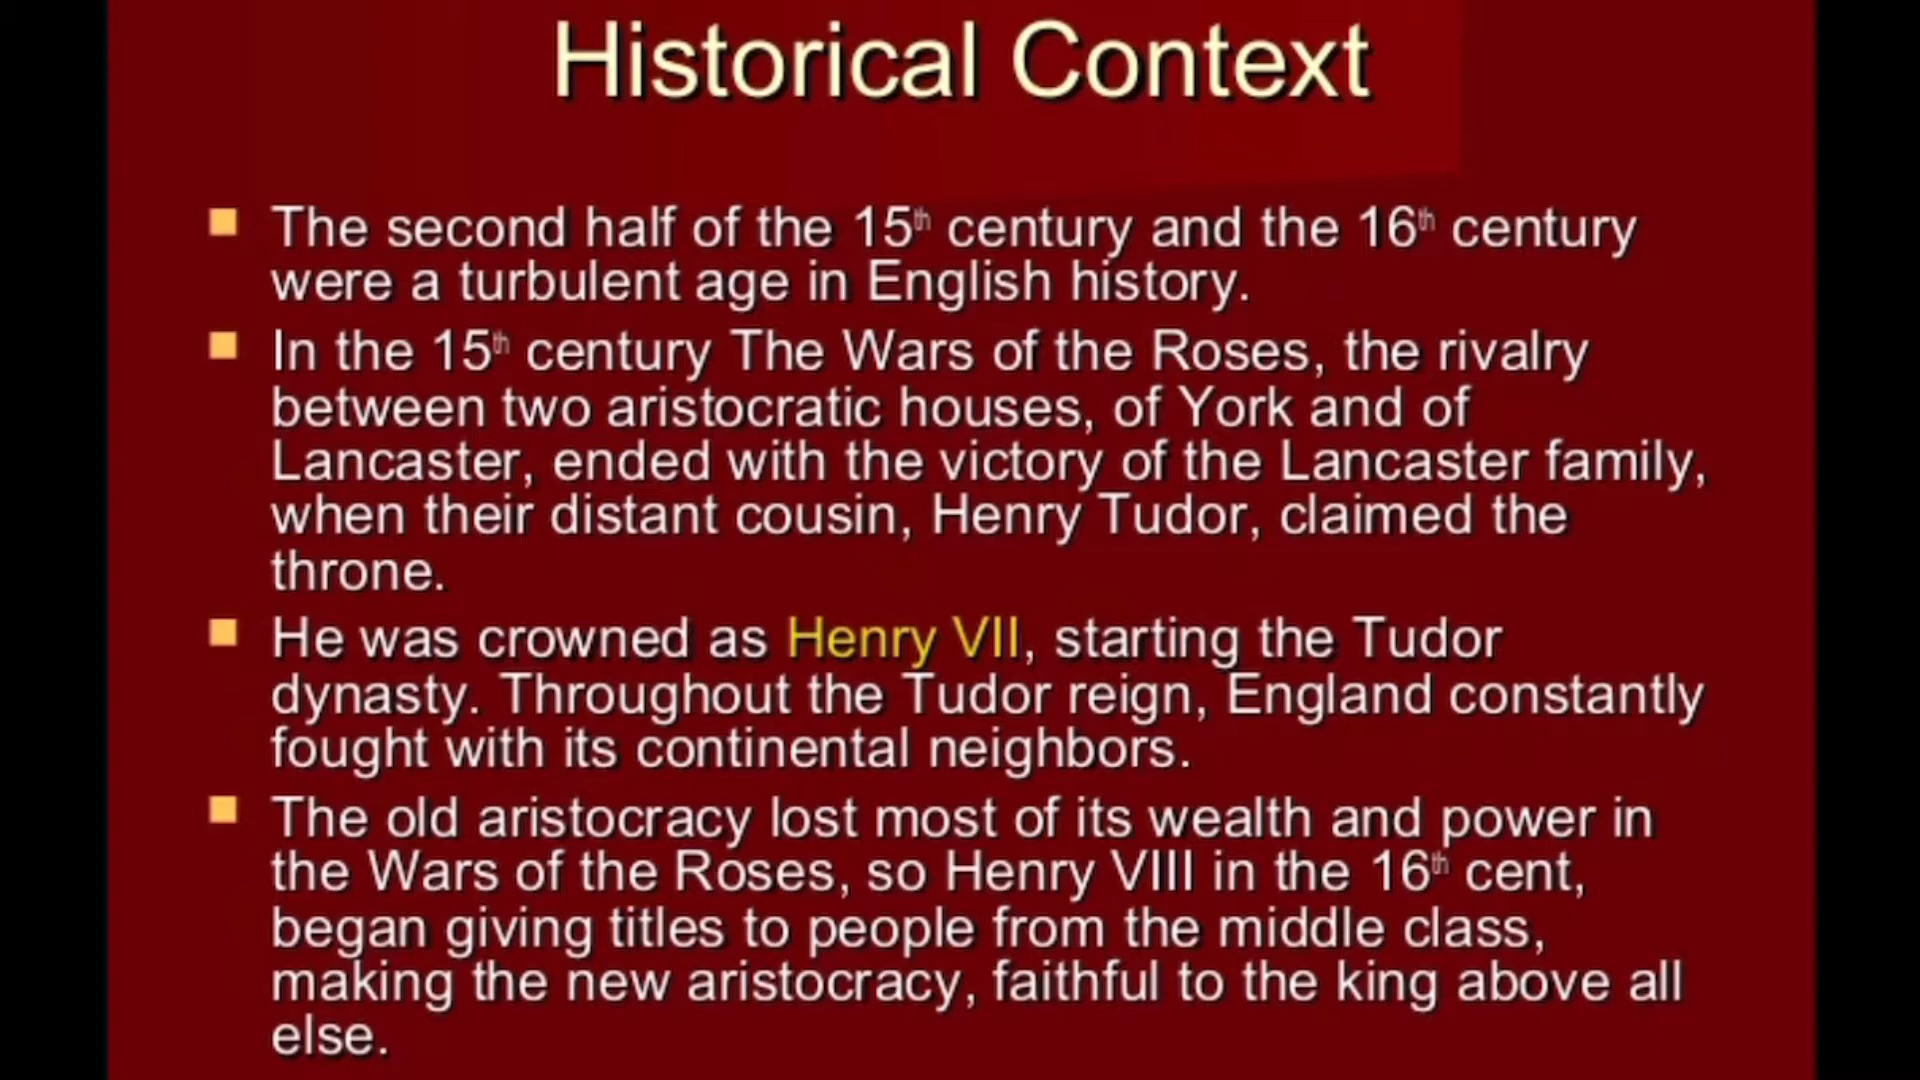 Historical Context
The second half of the 15th century and the 16th century
were a turbulent age in English history.
In the 15th century The Wars of the Roses, the rivalry
between two aristocratic houses, of York and of
Lancaster, ended with the victory of the Lancaster family,
when their distant cousin, Henry Tudor, claimed the
throne.
He was crowned as Henry VII, starting the Tudor
dynasty. Throughout the Tudor reign, England constantly
fought with its continental neighbors.
The old aristocracy lost most of its wealth and power in
the Wars of the Roses, so Henry VIII in the 16th cent,
began giving titles to people from the middle class,
making the new aristocracy, faithful to the king above all
else.